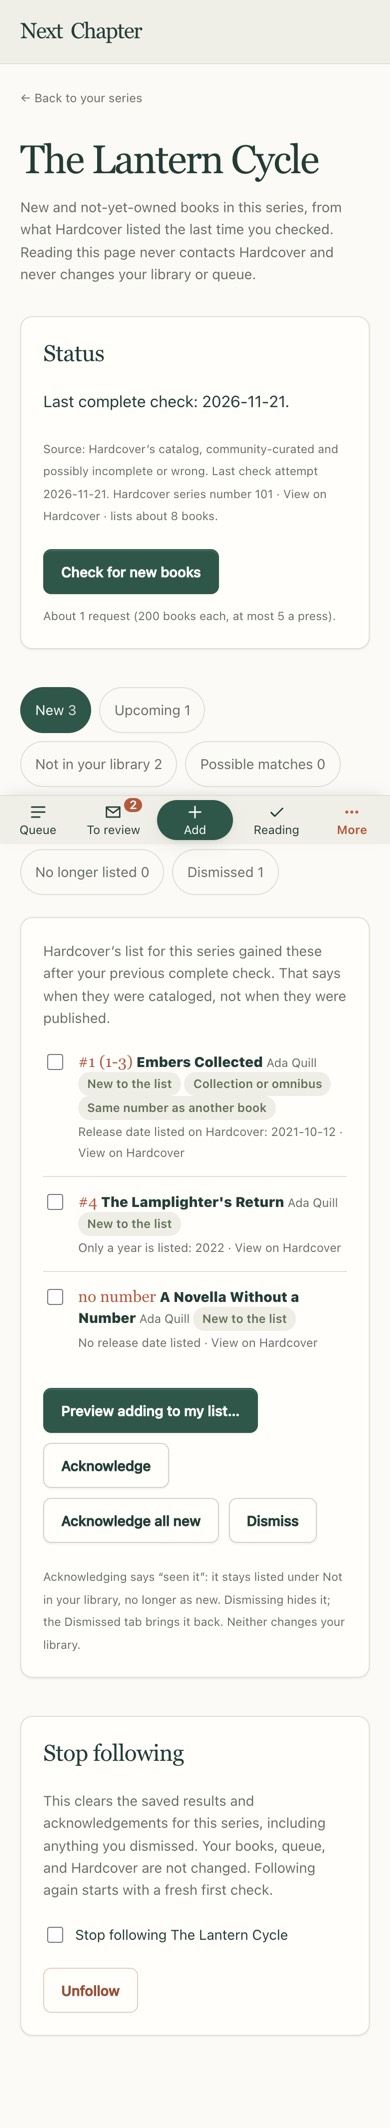 Next Chapter
← Back to your series
The Lantern Cycle
New and not-yet-owned books in this series, from
what Hardcover listed the last time you checked.
Reading this page never contacts Hardcover and
never changes your library or queue.
Status
Last complete check: 2026-11-21.
Source: Hardcover’s catalog, community-curated and
possibly incomplete or wrong. Last check attempt
2026-11-21. Hardcover series number 101 · View on
Hardcover · lists about 8 books.
Check for new books
About 1 request (200 books each, at most 5 a press).
New 3
Upcoming 1
Not in your library 2
Possible matches 0
Queue
2
To review
Add
Reading
More
No longer listed 0
Dismissed 1
Hardcover’s list for this series gained these
after your previous complete check. That says
when they were cataloged, not when they were
published.
#1 (1-3) Embers Collected Ada Quill
New to the list
Collection or omnibus
Same number as another book
Release date listed on Hardcover: 2021-10-12 ·
View on Hardcover
#4 The Lamplighter's Return Ada Quill
New to the list
Only a year is listed: 2022 · View on Hardcover
no number A Novella Without a
Number Ada Quill New to the list
No release date listed · View on Hardcover
Preview adding to my list...
Acknowledge
Acknowledge all new
Dismiss
Acknowledging says “seen it”: it stays listed under Not
in your library, no longer as new. Dismissing hides it;
the Dismissed tab brings it back. Neither changes your
library.
Stop following
This clears the saved results and
acknowledgements for this series, including
anything you dismissed. Your books, queue,
and Hardcover are not changed. Following
again starts with a fresh first check.
Stop following The Lantern Cycle
Unfollow